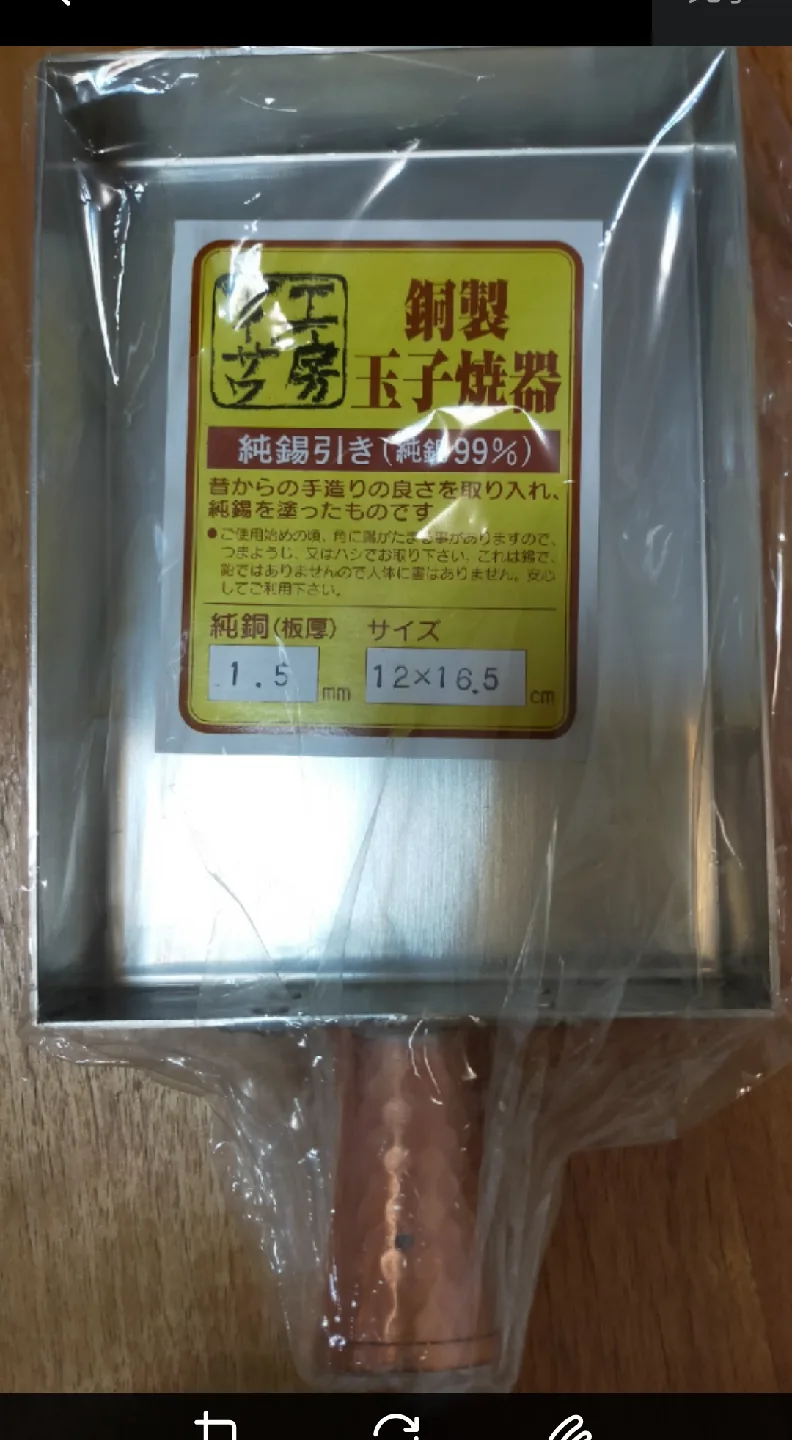 工房
アイザワ
銅製
玉子焼器
純錫引き(純錫99%)
昔からの手造りの良さを取り入れ、
純錫を塗ったものです
●ご使用始めの頃、角に錫がたまる事がありますので、
つまようじ、又はハシでお取り下さい。これは錫で、
鉛ではありませんので人体に害はありません。安心
してご利用下さい。
純銅(板厚) サイズ
1.5 mm 12×16.5 cm